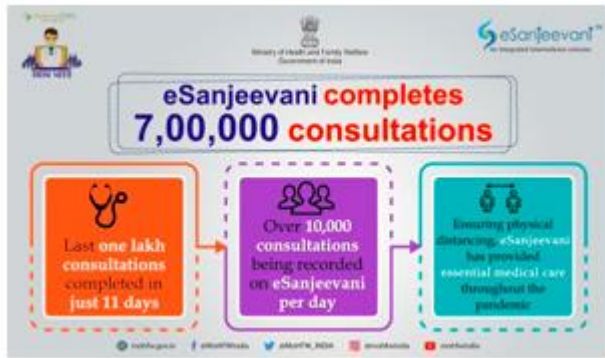 eSanjeevani
Ministry of Health and Family Welfare
Government of India
eSanjeevani completes
7,00,000 consultations
Last one lakh
consultations
completed in
just 11 days
Over 10,000
consultations
being recorded
on eSanjeevani
per day
Ensuring physical
distancing, eSanjeevani
has provided
essential medical care
throughout the
pandemic
mohfw.gov.in @MoHFWIndia @MoHFW_INDIA @mohfwindia mohfwindia